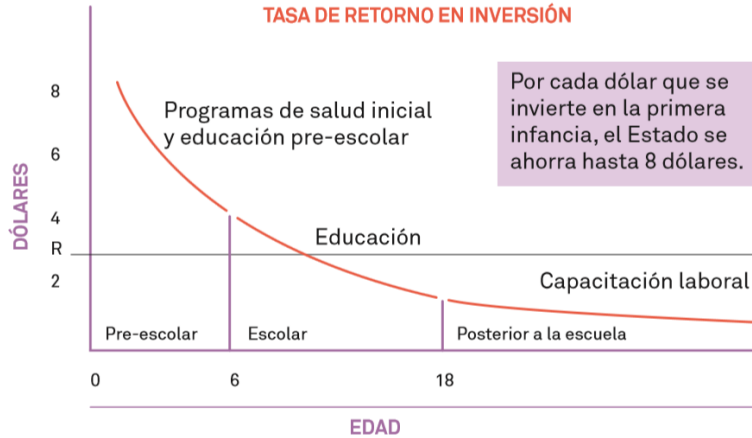 TASA DE RETORNO EN INVERSIÓN
Por cada dólar que se
invierte en la primera
infancia, el Estado se
ahorra hasta 8 dólares.
Programas de salud inicial
y educación pre-escolar
Educación
Capacitación laboral
DÓLARES
8
6
4
R
2
Pre-escolar
Escolar
Posterior a la escuela
0
6
18
EDAD